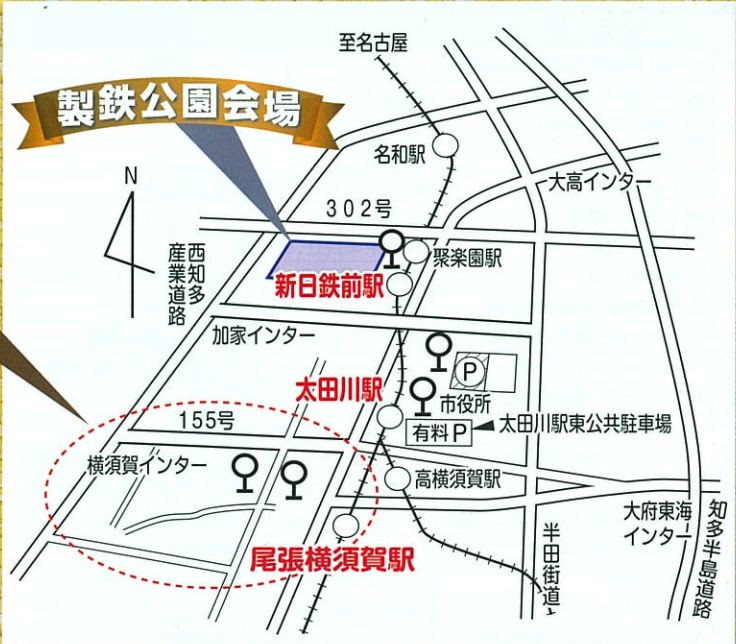 至名古屋
製鉄公園会場
名和駅
N
大高インター
302号
西知多
産業道路
聚楽園駅
新日鉄前駅
加家インター
P
太田川駅
市役所
155号
有料P
太田川駅東公共駐車場
横須賀インター
高横須賀駅
大府東海
インター
知多半島道路
半田街道
尾張横須賀駅